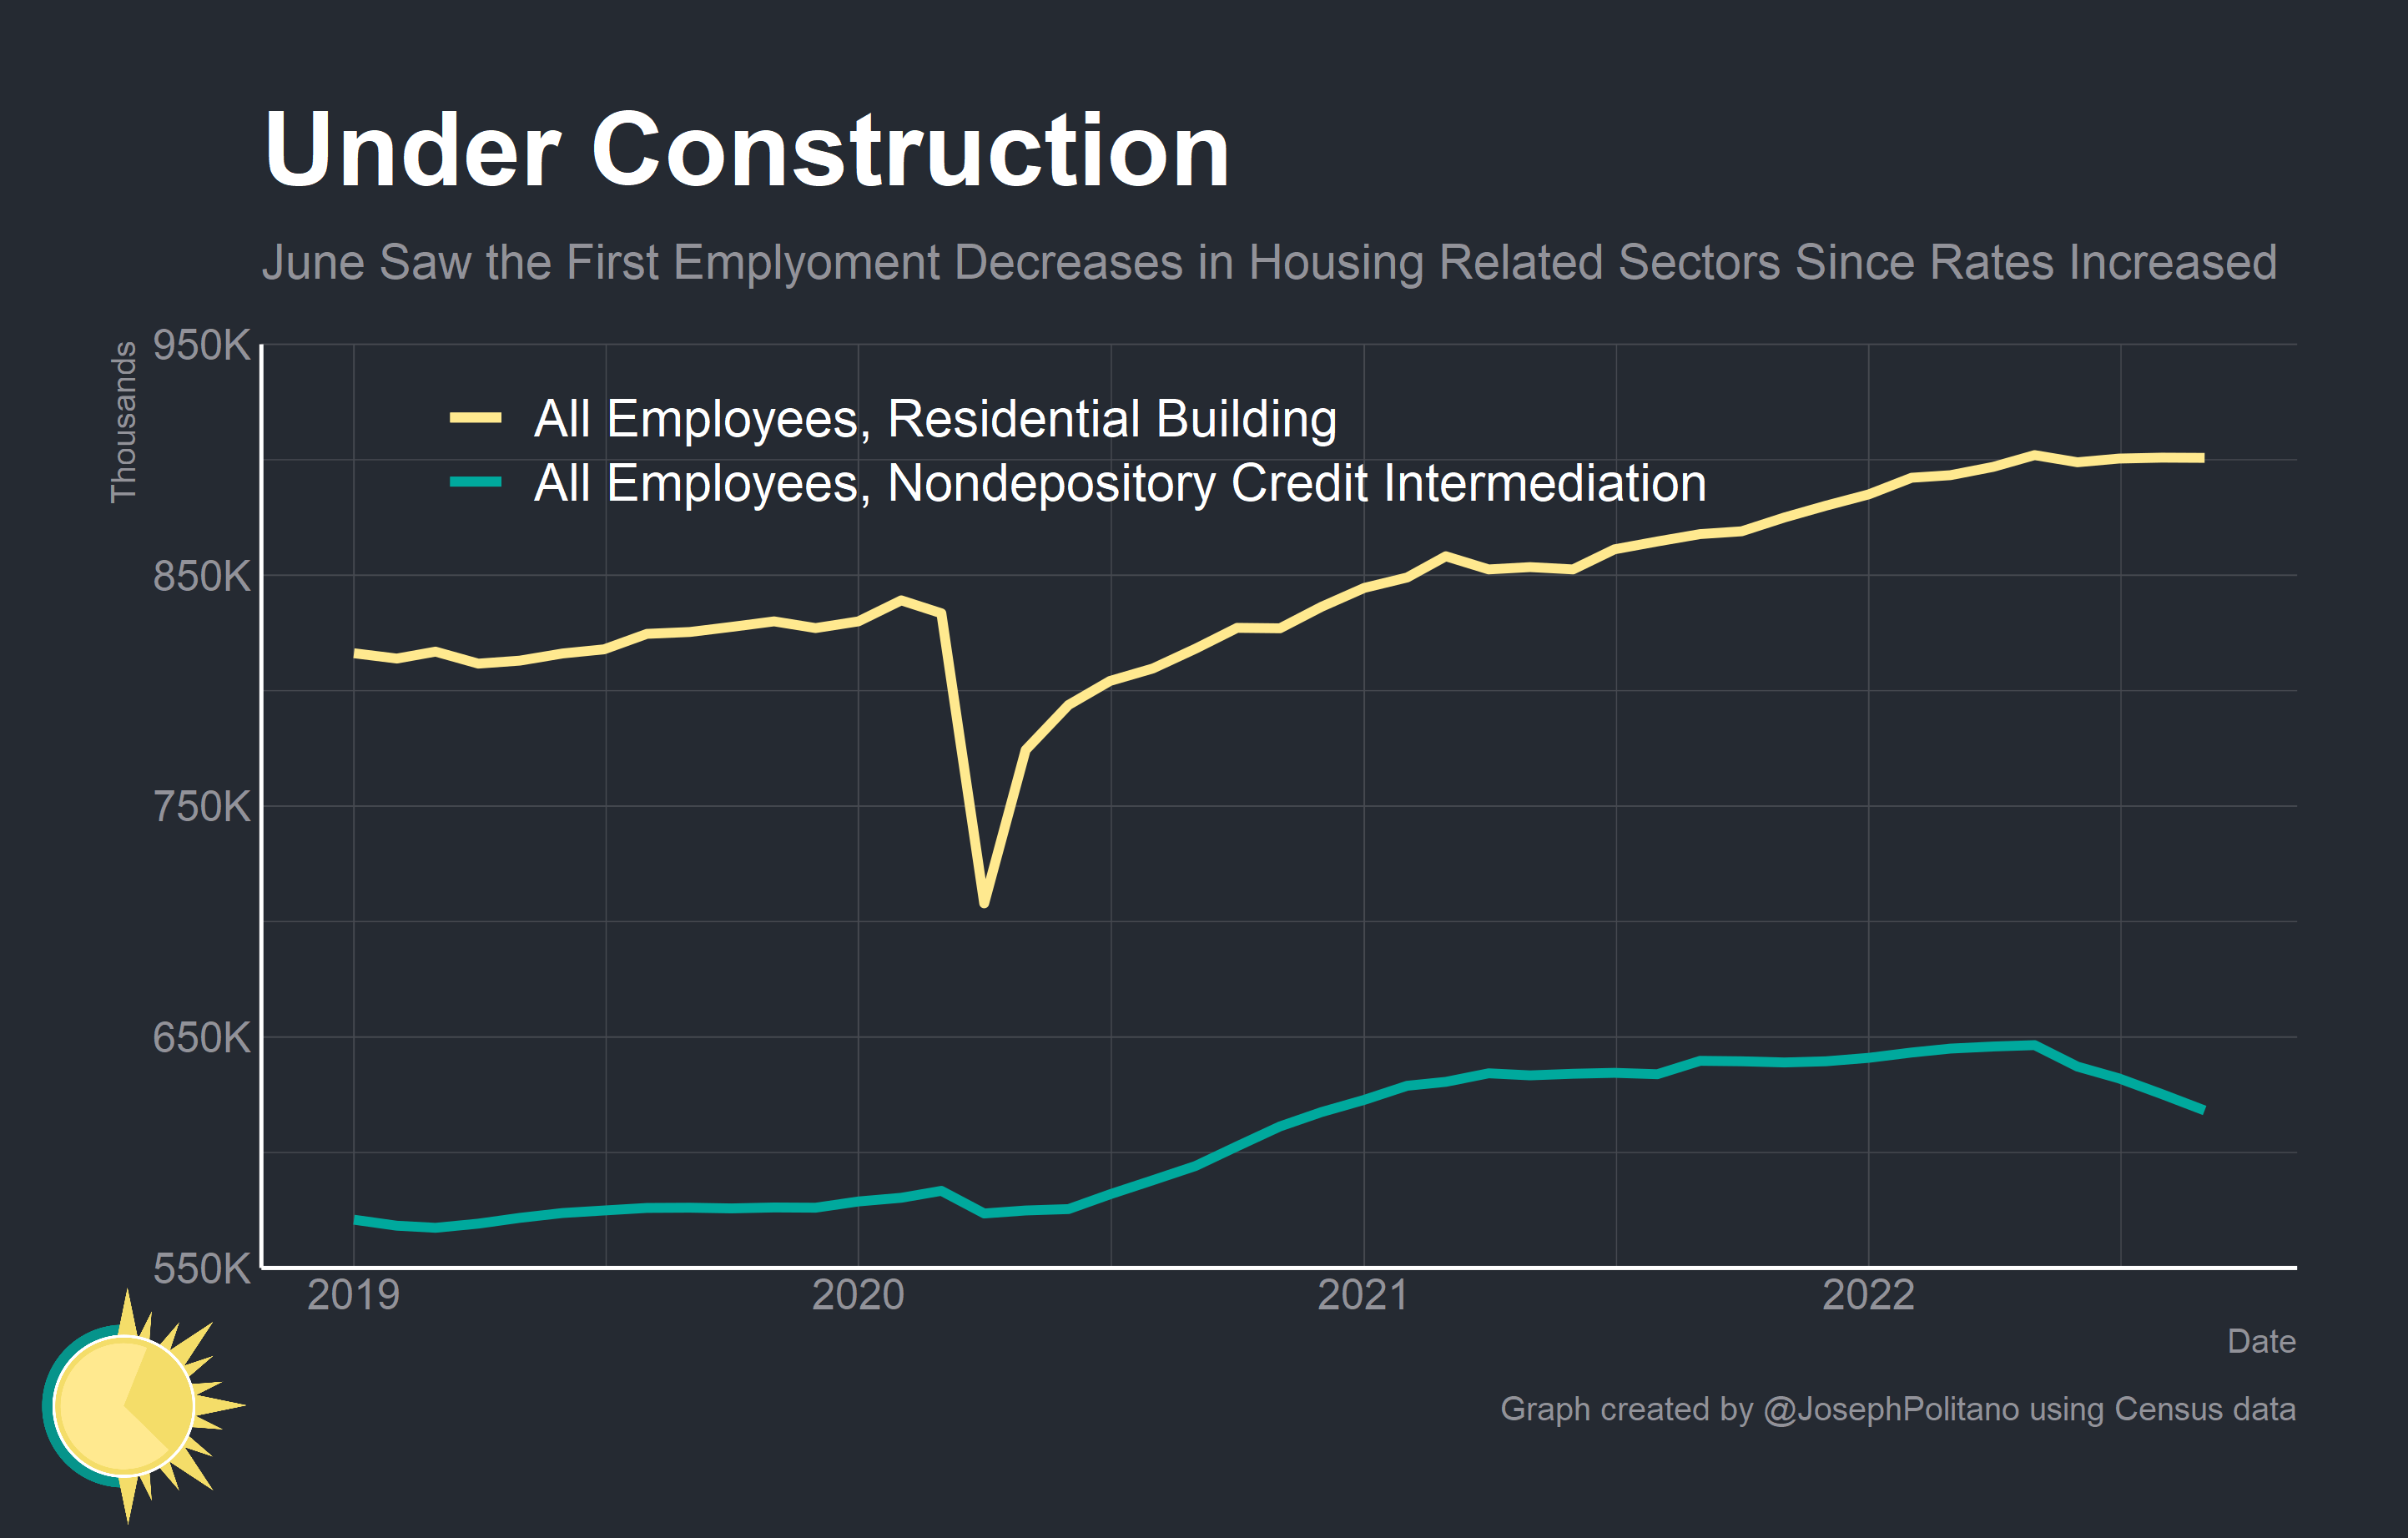 Under Construction
June Saw the First Emplyoment Decreases in Housing Related Sectors Since Rates Increased
Thousands
950K
850K
750K
650K
550K
All Employees, Residential Building
All Employees, Nondepository Credit Intermediation
2019 2020 2021 2022
Date
Graph created by @JosephPolitano using Census data